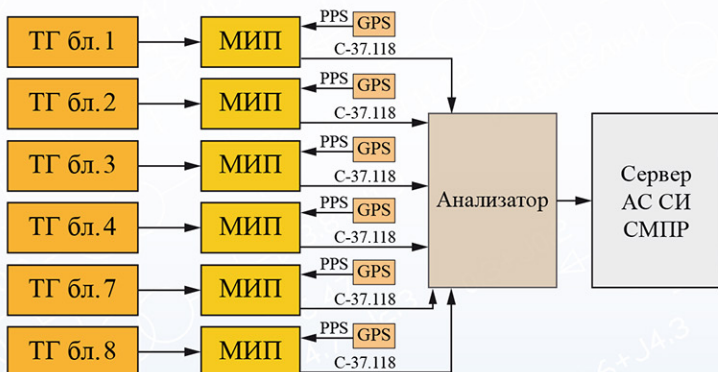 ТГ бл. 1
МИП
PPS
GPS
C-37.118
ТГ бл. 2
МИП
PPS
GPS
C-37.118
ТГ бл. 3
МИП
PPS
GPS
C-37.118
ТГ бл. 4
МИП
PPS
GPS
C-37.118
ТГ бл. 7
МИП
PPS
GPS
C-37.118
ТГ бл. 8
МИП
PPS
GPS
C-37.118
Анализатор
Сервер
АС СИ
СМПР